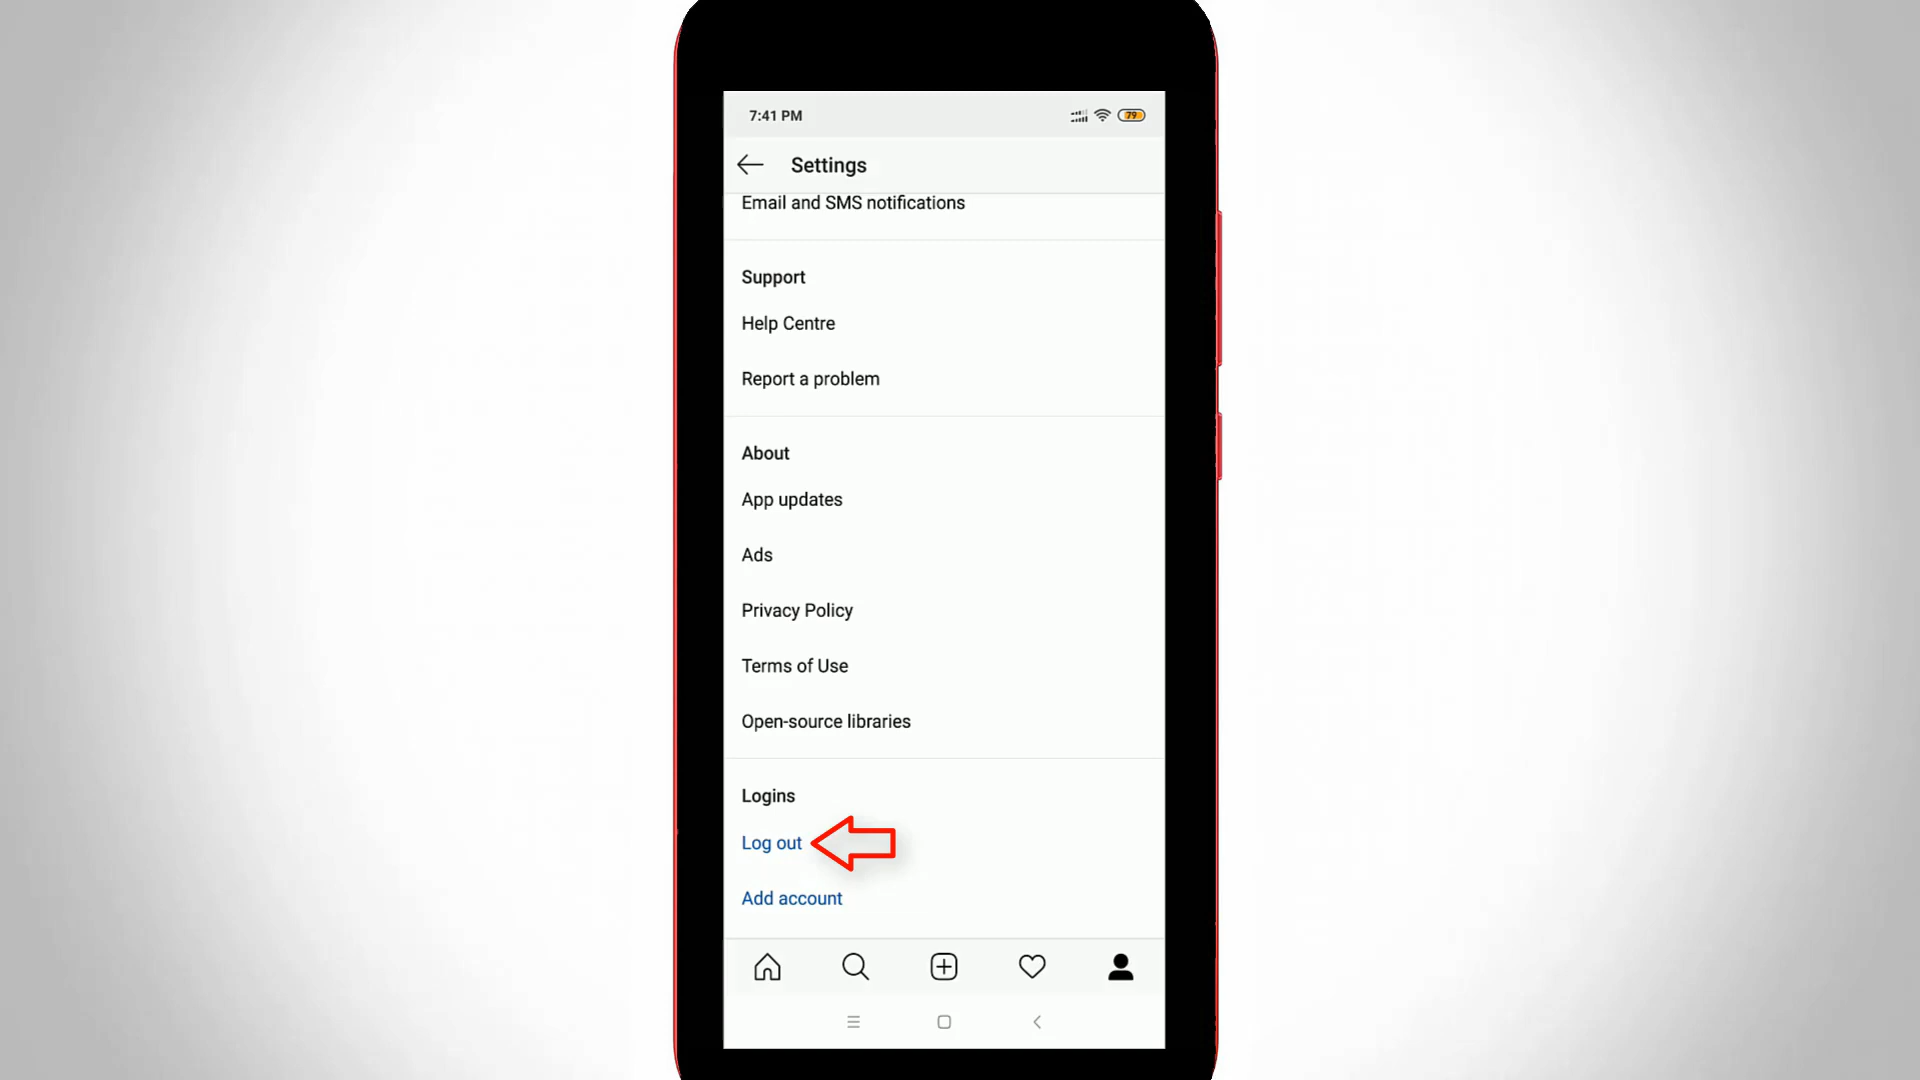 7:41 PM
79
Settings
Email and SMS notifications
Support
Help Centre
Report a problem
About
App updates
Ads
Privacy Policy
Terms of Use
Open-source libraries
Logins
Log out
Add account